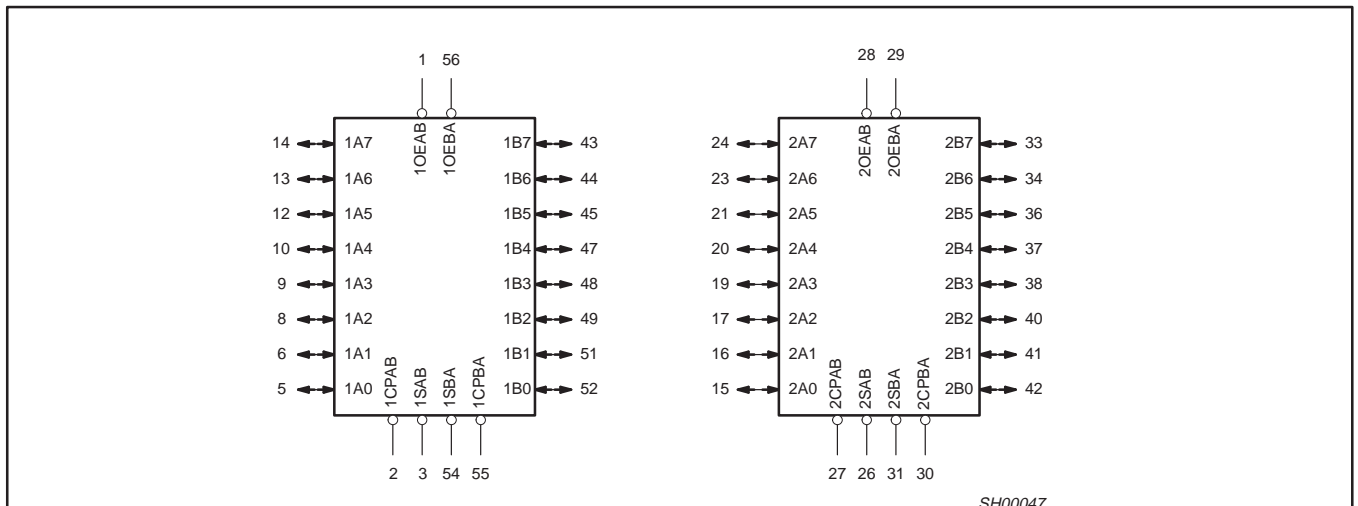 1 56
28 29
1OEAB 1OEBA
2OEAB 2OEBA
14 1A7 1B7 43
24 2A7 2B7 33
13 1A6 1B6 44
23 2A6 2B6 34
12 1A5 1B5 45
21 2A5 2B5 36
10 1A4 1B4 47
20 2A4 2B4 37
9 1A3 1B3 48
19 2A3 2B3 38
8 1A2 1B2 49
17 2A2 2B2 40
6 1A1 1B1 51
16 2A1 2B1 41
5 1A0 1B0 52
15 2A0 2B0 42
1CPAB 1SAB 1SBA 1CPBA
2CPAB 2SAB 2SBA 2CPBA
2 3 54 55
27 26 31 30
SH00047